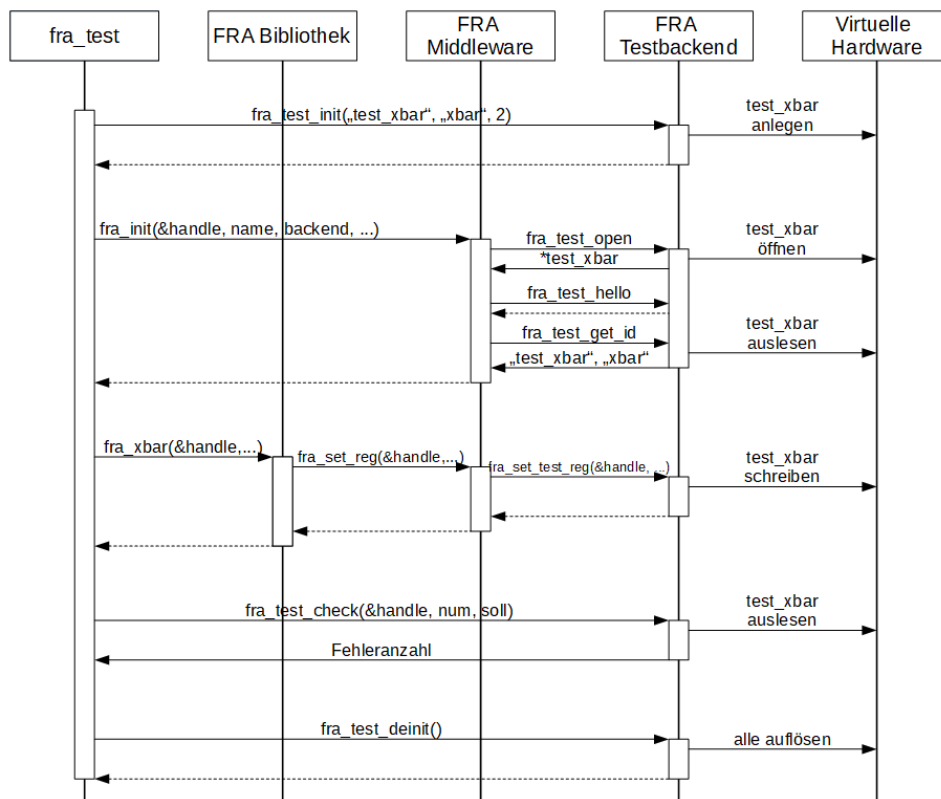 fra_test
FRA Bibliothek
FRA
Middleware
FRA
Testbackend
Virtuelle
Hardware
fra_test_init(„test_xbar“, „xbar“, 2)
test_xbar
anlegen
fra_init(&handle, name, backend, ...)
fra_test_open
test_xbar
öffnen
*test_xbar
fra_test_hello
fra_test_get_id
test_xbar
auslesen
„test_xbar“, „xbar“
fra_xbar(&handle,...)
fra_set_reg(&handle,...)
fra_set_test_reg(&handle, ...)
test_xbar
schreiben
fra_test_check(&handle, num, soll)
test_xbar
auslesen
Fehleranzahl
fra_test_deinit()
alle auflösen